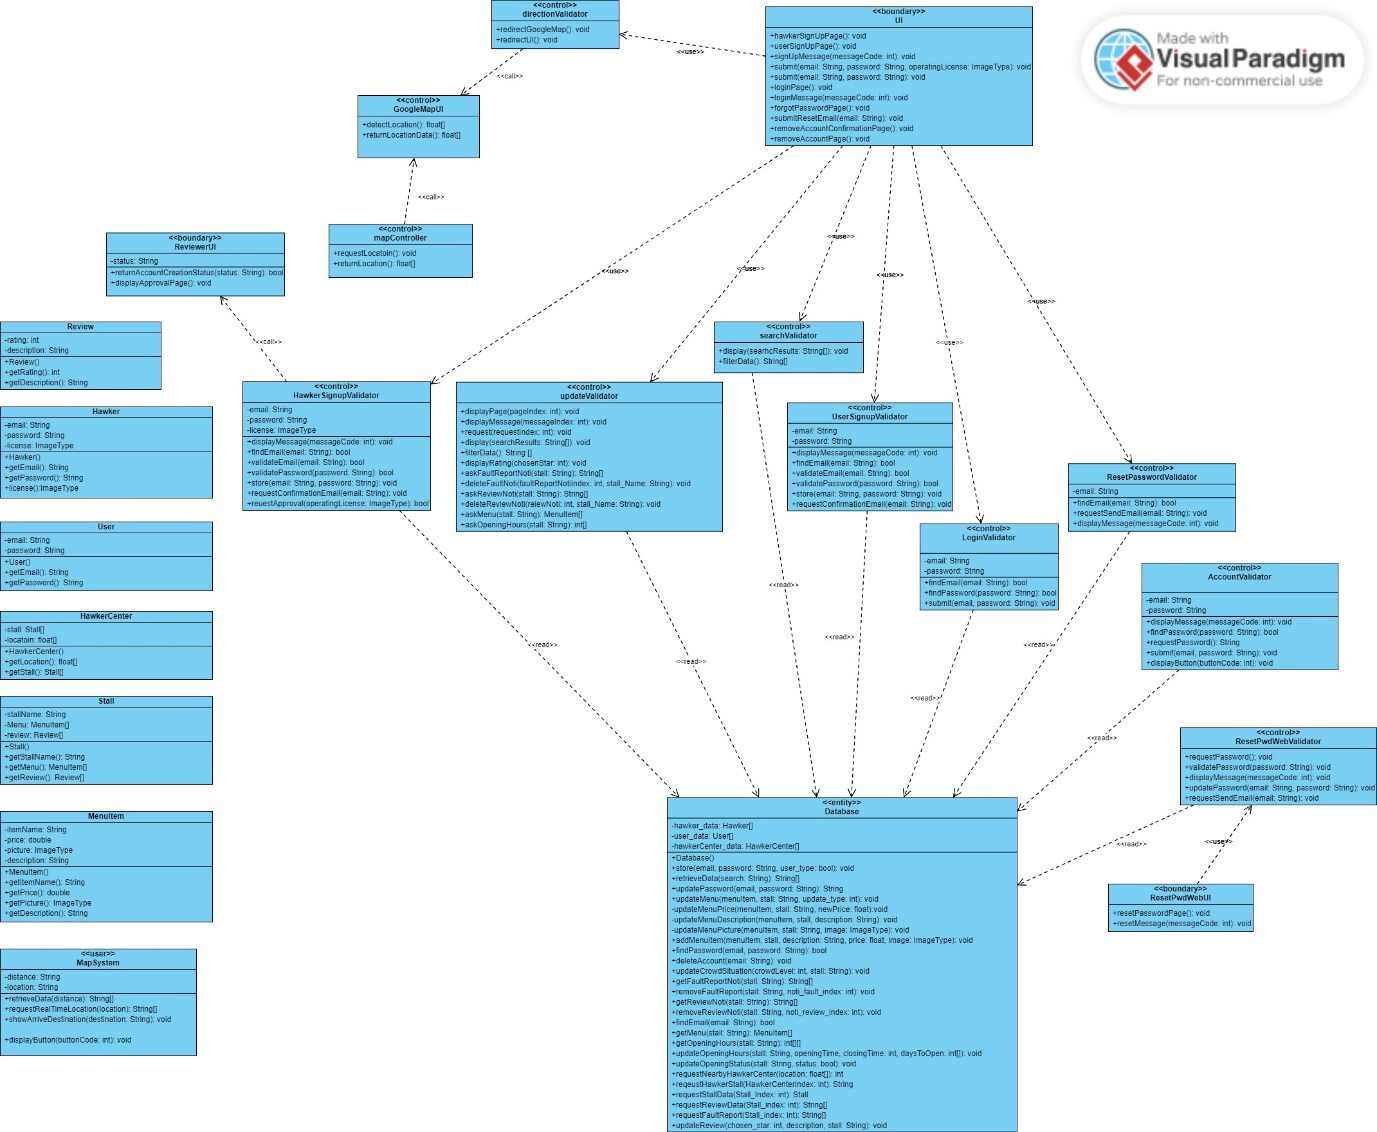 <<control>>
directionValidator
+redirectGoogleMap(): void
+redirectUI(): void
<<boundary>>
UI
+hawkerSignUpPage(): void
+userSignUpPage(): void
+signUpMessage(messageCode: int): void
+submit(email: String, password: String, operatingLicense: ImageType): void
+submit(email: String, password: String): void
+loginPage(): void
+loginMessage(messageCode: int): void
+forgotPasswordPage(): void
+submitResetEmail(email: String): void
+removeAccountConfirmationPage(): void
+removeAccountPage(): void
Made with
VisualParadigm
For non-commercial use
<<use>>
<<call>>
<<control>>
GoogleMapUI
+detectLocation(): float[]
+returnLocationData(): float[]
<<call>>
<<control>>
mapController
+requestLocatoin(): void
+returnLocation(): float[]
<<boundary>>
ReviewerUI
-status: String
+returnAccountCreationStatus(status: String): bool
+displayApprovalPage(): void
<<call>>
<<use>>
<<use>>
<<use>>
<<use>>
<<use>>
<<use>>
Review
-rating: int
-description: String
+Review()
+getRating(): int
+getDescription(): String
Hawker
-email: String
-password: String
-license: ImageType
+Hawker()
+getEmail(): String
+getPassword(): String
+license():ImageType
User
-email: String
-password: String
+User()
+getEmail(): String
+getPassword(): String
HawkerCenter
-stall: Stall[]
-locatoin: float[]
+HawkerCenter()
+getLocation(): float[]
+getStall(): Stall[]
Stall
-stallName: String
-Menu: MenuItem[]
-review: Review[]
+Stall()
+getStallName(): String
+getMenu(): MenuItem[]
+getReview(): Review[]
MenuItem
-itemName: String
-price: double
-picture: ImageType
-description: String
+MenuItem()
+getItemName(): String
+getPrice(): double
+getPicture(): ImageType
+getDescription(): String
<<user>>
MapSystem
-distance: String
-location: String
+retrieveData(distance): String[]
+requestRealTimeLocation(location): String[]
+showArriveDestination(destination: String): void
+displayButton(buttonCode: int): void
<<control>>
HawkerSignupValidator
-email: String
-password: String
-license: ImageType
+displayMessage(messageCode: int): void
+findEmail(email: String): bool
+validateEmail(email: String): bool
+validatePassword(password: String): bool
+store(email: String, password: String): void
+requestConfirmationEmail(email: String): void
+reuestApproval(operatingLicense: ImageType): bool
<<control>>
updateValidator
+displayPage(pageIndex: int): void
+displayMessage(messageIndex: int): void
+request(requestIndex: int): void
+display(searchResults: String[]): void
+filterData(): String []
+displayRating(chosenStar: int): void
+askFaultReportNoti(stall: String): String[]
+deleteFaultNoti(faultReportNotiIndex: int, stall_Name: String): void
+askReviewNoti(stall: String): String[]
+deleteReviewNoti(reiewNoti: int, stall_Name: String): void
+askMenu(stall: String): MenuItem[]
+askOpeningHours(stall: String): int[]
<<control>>
searchValidator
+display(searhcResults: String[]): void
+filterData(): String[]
<<control>>
UserSignupValidator
-email: String
-password: String
+displayMessage(messageCode: int): void
+findEmail(email: String): bool
+validateEmail(email: String): bool
+validatePassword(password: String): bool
+store(email: String, password: String): void
+requestConfirmationEmail(email: String): void
<<control>>
LoginValidator
-email: String
-password: String
+findEmail(email: String): bool
+findPassword(password: String): bool
+submit(email, password: String): void
<<control>>
ResetPasswordValidator
-email: String
+findEmail(email: String): bool
+requestSendEmail(email: String): void
+displayMessage(messageCode: int): void
<<control>>
AccountValidator
-email: String
-password: String
+displayMessage(messageCode: int): void
+findPassword(password: String): bool
+requestPassword(): String
+submit(email, password: String): void
+displayButton(buttonCode: int): void
<<read>>
<<read>>
<<read>>
<<read>>
<<read>>
<<read>>
<<read>>
<<control>>
ResetPwdWebValidator
+requestPassword(): void
+validatePassword(password: String): void
+displayMessage(messageCode: int): void
+updatePassword(email: String, password: String): void
+requestSendEmail(email: String): void
<<read>>
<<use>>
<<boundary>>
ResetPwdWebUI
+resetPasswordPage(): void
+resetMessage(messageCode: int): void
<<entity>>
Database
-hawker_data: Hawker[]
-user_data: User[]
-hawkerCenter_data: HawkerCenter[]
+Database()
+store(email, password: String, user_type: bool): void
+retrieveData(search: String): String[]
+updatePassword(email, password: String): String
+updateMenu(menuItem, stall: String, update_type: int): void
-updateMenuPrice(menuItem, stall: String, newPrice: float):void
-updateMenuDescription(menuItem, stall, description: String): void
-updateMenuPicture(menuItem, stall: String, image: ImageType): void
+addMenuItem(menuItem, stall, description: String, price: float, image: ImageType): void
+findPassword(email, password: String): bool
+deleteAccount(email: String): void
+updateCrowdSituation(crowdLevel: int, stall: String): void
+getFaultReportNoti(stall: String): String[]
+removeFaultReport(stall: String, noti_fault_index: int): void
+getReviewNoti(stall: String): String[]
+removeReviewNoti(stall: String, noti_review_index: int): void
+findEmail(email: String): bool
+getMenu(stall: String): MenuItem[]
+getOpeningHours(stall: String): Int[][]
+updateOpeningHours(stall: String, openingTime, closingTime: int, daysToOpen: int[]): void
+updateOpeningStatus(stall: String, status: bool): void
+requestNearbyHawkerCenter(location: float[]): int
+reqeustHawkerStall(HawkerCenterIndex: int): String
+requestStallData(Stall_Index: int): Stall
+requestReviewData(Stall_index: int): String[]
+requestFaultReport(Stall_index: int): String[]
+updateReview(chosen_star: int, description, stall: String): void